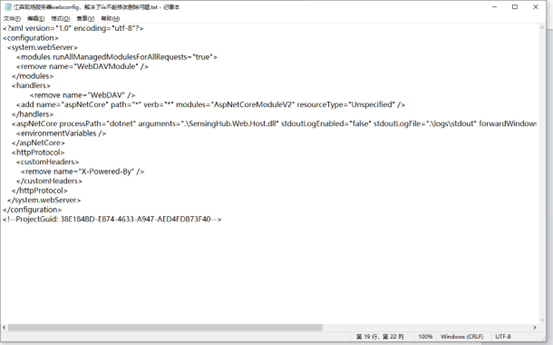 江森现场服务器webconfig，解决了iis不能修改删除问题.txt - 记事本
文件(F) 编辑(E) 格式(O) 查看(V) 帮助(H)
<?xml version="1.0" encoding="utf-8"?>
<configuration>
<system.webServer>
<modules runAllManagedModulesForAllRequests="true">
<remove name="WebDAVModule" />
</modules>
<handlers>
<remove name="WebDAV" />
<add name="aspNetCore" path="*" verb="*" modules="AspNetCoreModuleV2" resourceType="Unspecified" />
</handlers>
<aspNetCore processPath="dotnet" arguments=".\SensingHub.Web.Host.dll" stdoutLogEnabled="false" stdoutLogFile=".\logs\stdout" forwardWindows
<environmentVariables />
</aspNetCore>
<httpProtocol>
<customHeaders>
<remove name="X-Powered-By" />
</customHeaders>
</httpProtocol>
</system.webServer>
</configuration>
<!--ProjectGuid: 38E184BD-E874-4633-A947-AED4FDB73F40-->
第 19 行，第 22 列 100% Windows (CRLF) UTF-8